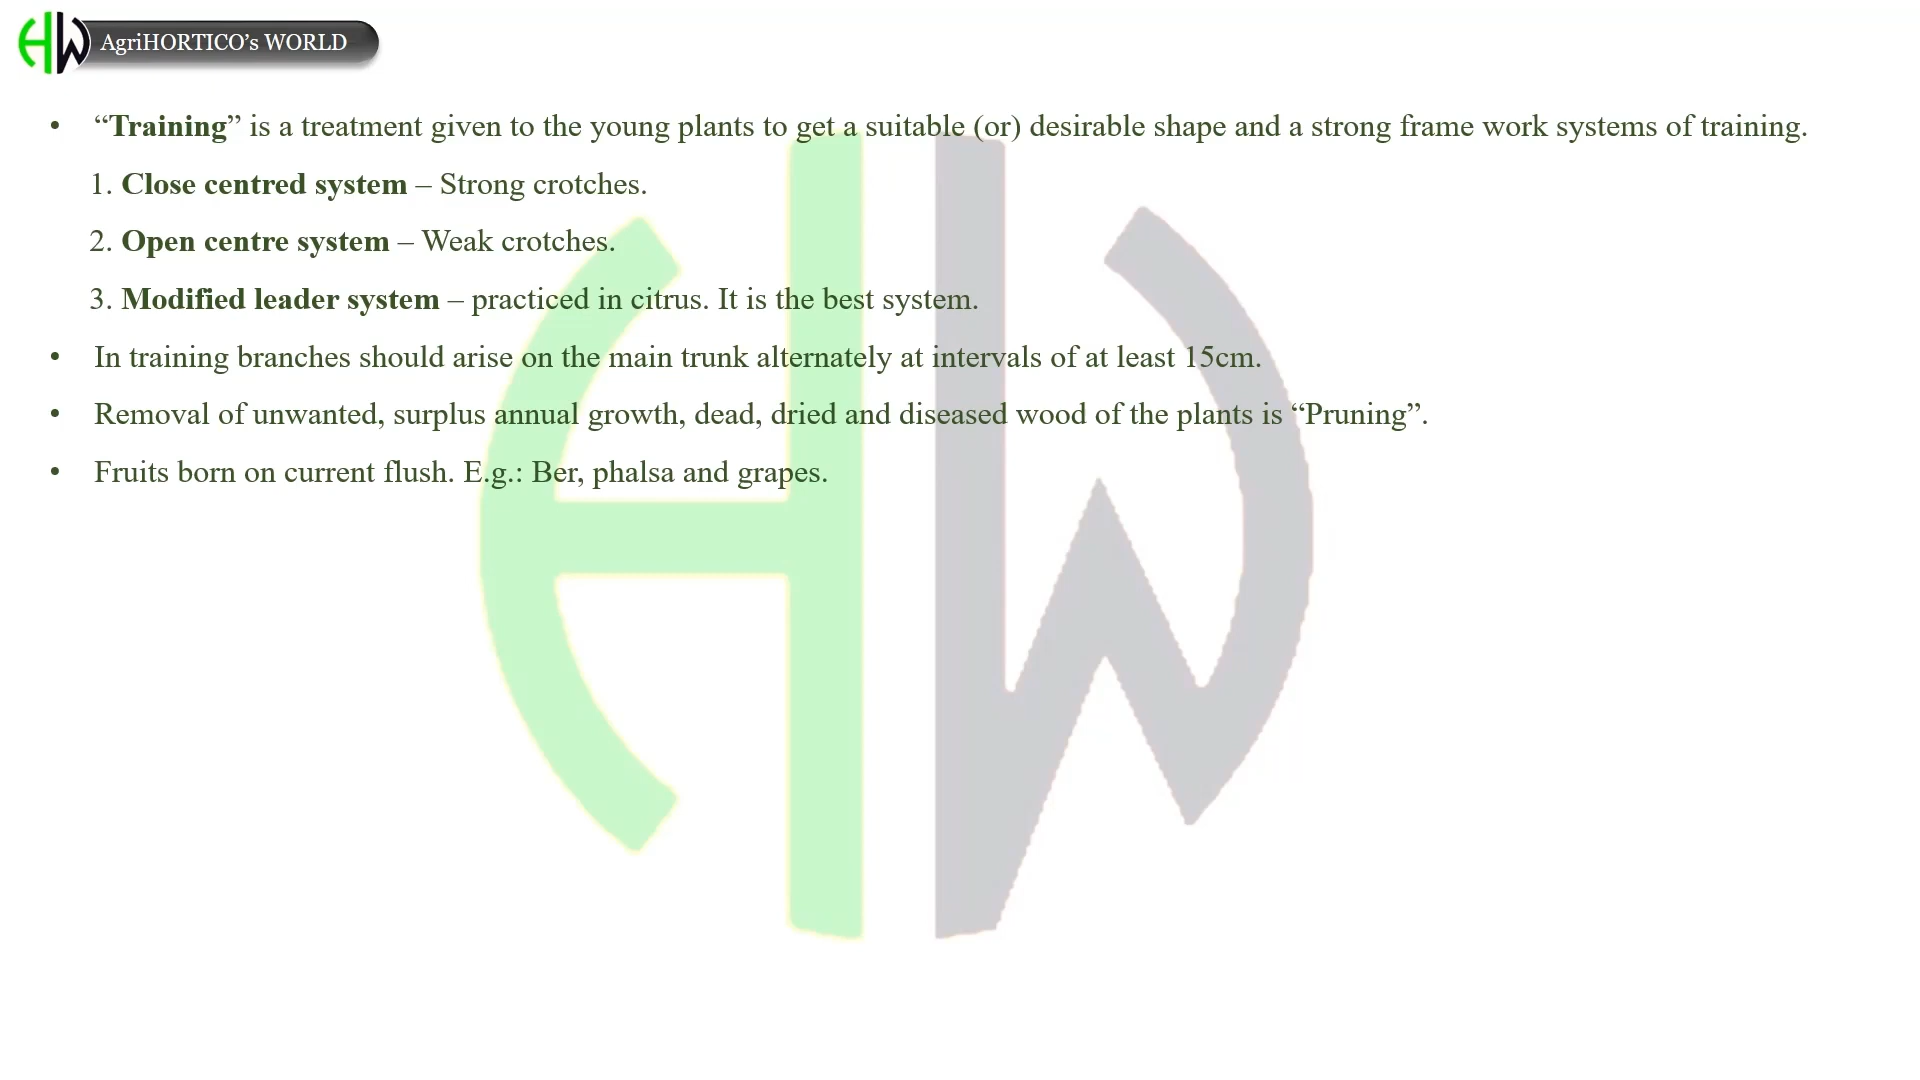 HW AgriHORTICO’s WORLD
• “Training” is a treatment given to the young plants to get a suitable (or) desirable shape and a strong frame work systems of training.
1. Close centred system – Strong crotches.
2. Open centre system – Weak crotches.
3. Modified leader system – practiced in citrus. It is the best system.
• In training branches should arise on the main trunk alternately at intervals of at least 15cm.
• Removal of unwanted, surplus annual growth, dead, dried and diseased wood of the plants is “Pruning”.
• Fruits born on current flush. E.g.: Ber, phalsa and grapes.